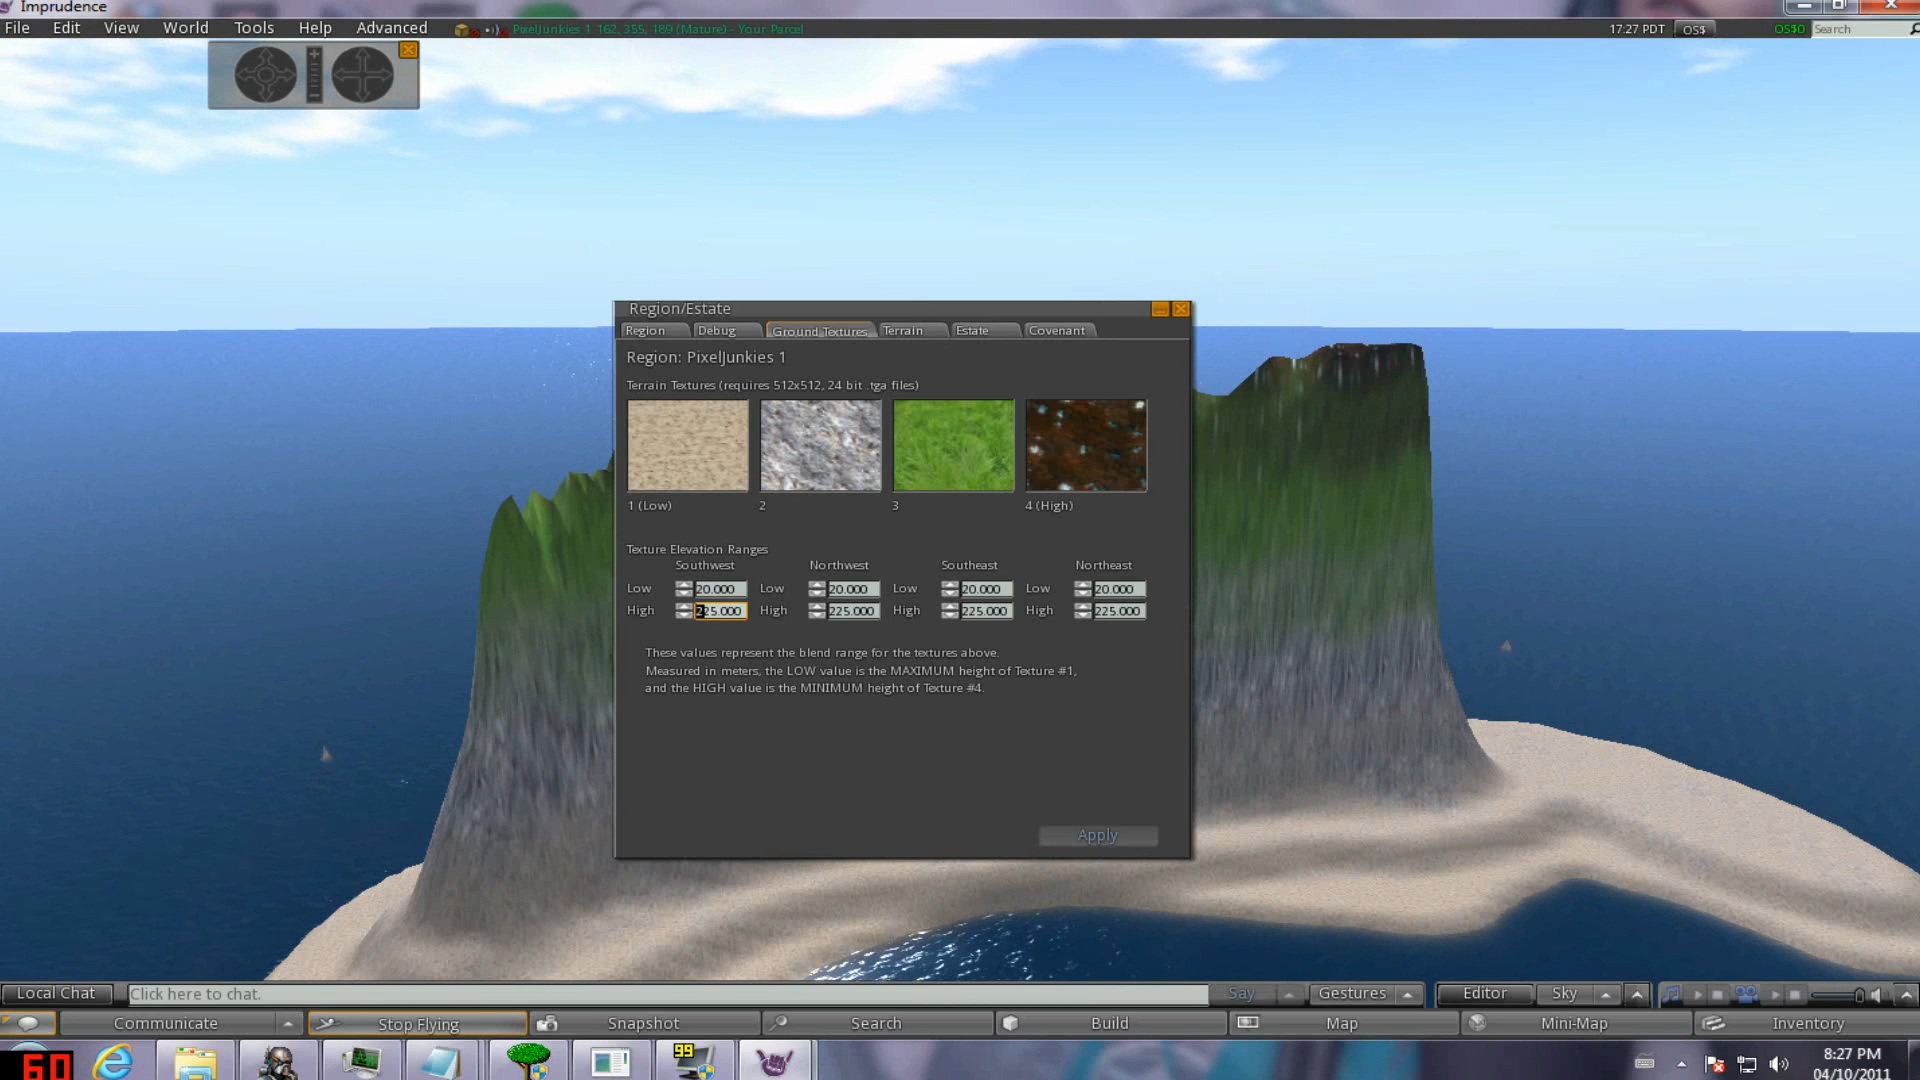 Imprudence
File Edit View World Tools Help Advanced PixelJunkies 1 162, 355, 189 (Mature) - Your Parcel 17:27 PDT OS$ OS$0 Search
Region/Estate
Region Debug Ground Textures Terrain Estate Covenant
Region: PixelJunkies 1
Terrain Textures (requires 512x512, 24 bit .tga files)
1 (Low) 2 3 4 (High)
Texture Elevation Ranges
Southwest Northwest Southeast Northeast
Low 20.000 Low 20.000 Low 20.000 Low 20.000
High 225.000 High 225.000 High 225.000 High 225.000
These values represent the blend range for the textures above.
Measured in meters, the LOW value is the MAXIMUM height of Texture #1,
and the HIGH value is the MINIMUM height of Texture #4.
Apply
Local Chat Click here to chat. Say Gestures Editor Sky
Communicate Stop Flying Snapshot Search Build Map Mini-Map Inventory
60 99 8:27 PM
04/10/2011